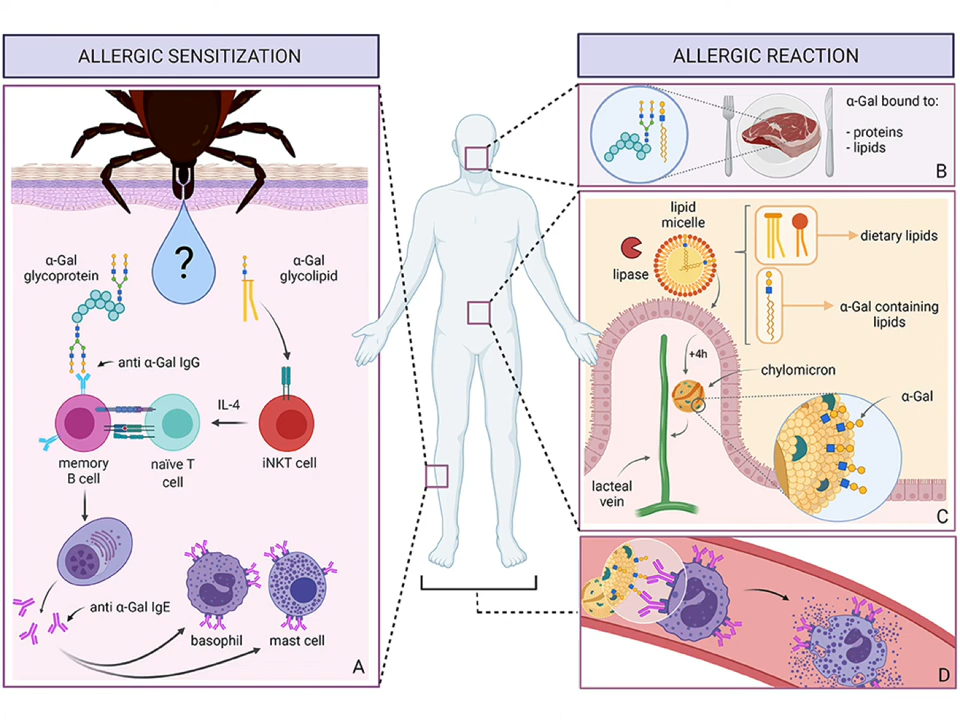 ALLERGIC SENSITIZATION
?
α-Gal
glycoprotein
α-Gal
glycolipid
anti α-Gal IgG
IL-4
memory
B cell
naïve T
cell
iNKT cell
anti α-Gal IgE
basophil
mast cell
A
ALLERGIC REACTION
α-Gal bound to:
- proteins
- lipids
B
lipid
micelle
lipase
dietary lipids
α-Gal containing
lipids
+4h
chylomicron
α-Gal
lacteal
vein
C
D